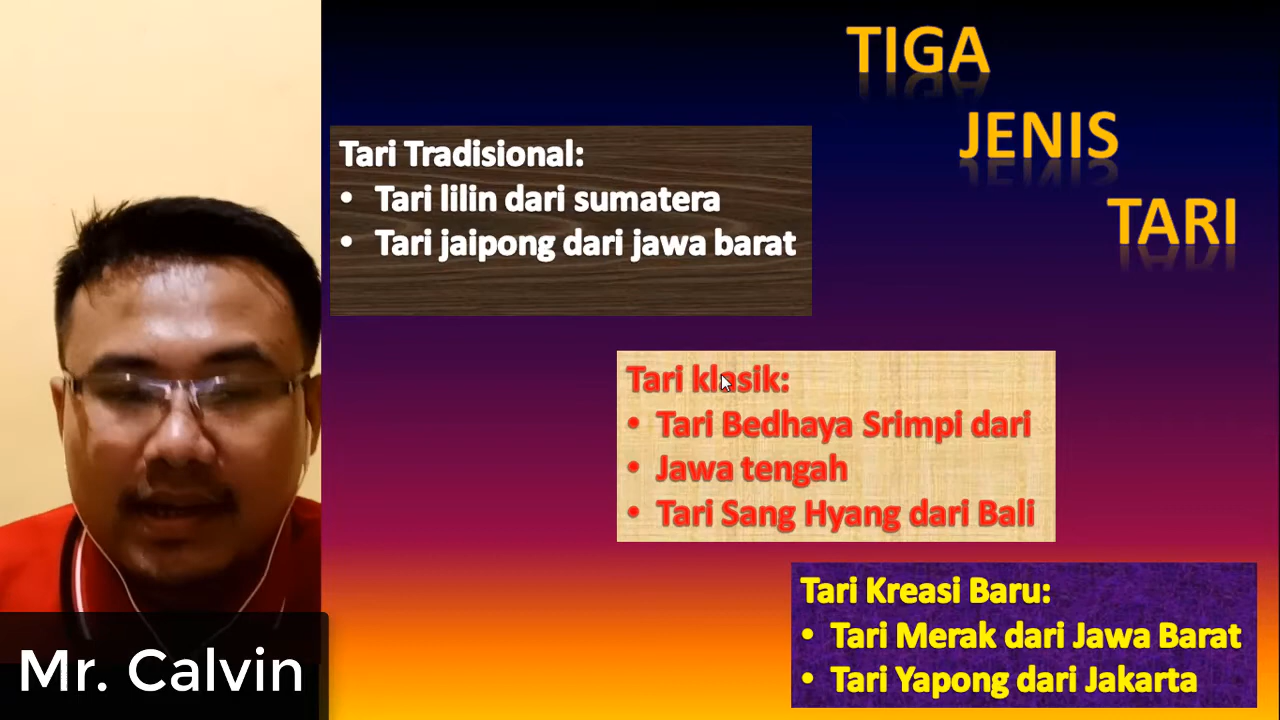 TIGA
JENIS
TARI
Tari Tradisional:
• Tari lilin dari sumatera
• Tari jaipong dari jawa barat
Tari klasik:
• Tari Bedhaya Srimpi dari
• Jawa tengah
• Tari Sang Hyang dari Bali
Tari Kreasi Baru:
• Tari Merak dari Jawa Barat
• Tari Yapong dari Jakarta
Mr. Calvin